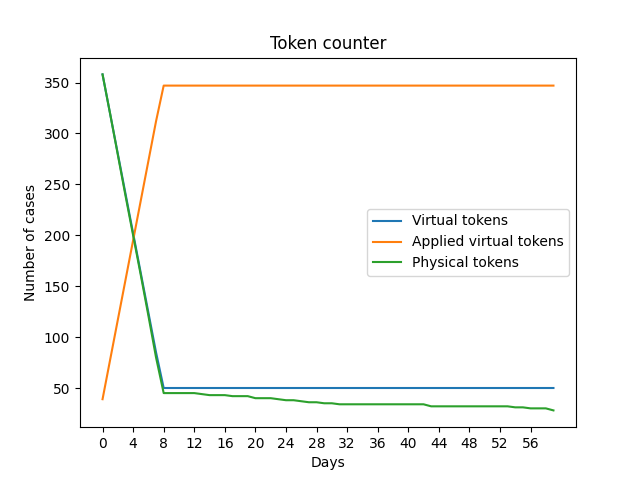 Token counter
Number of cases
350
300
250
200
150
100
50
Virtual tokens
Applied virtual tokens
Physical tokens
0 4 8 12 16 20 24 28 32 36 40 44 48 52 56
Days